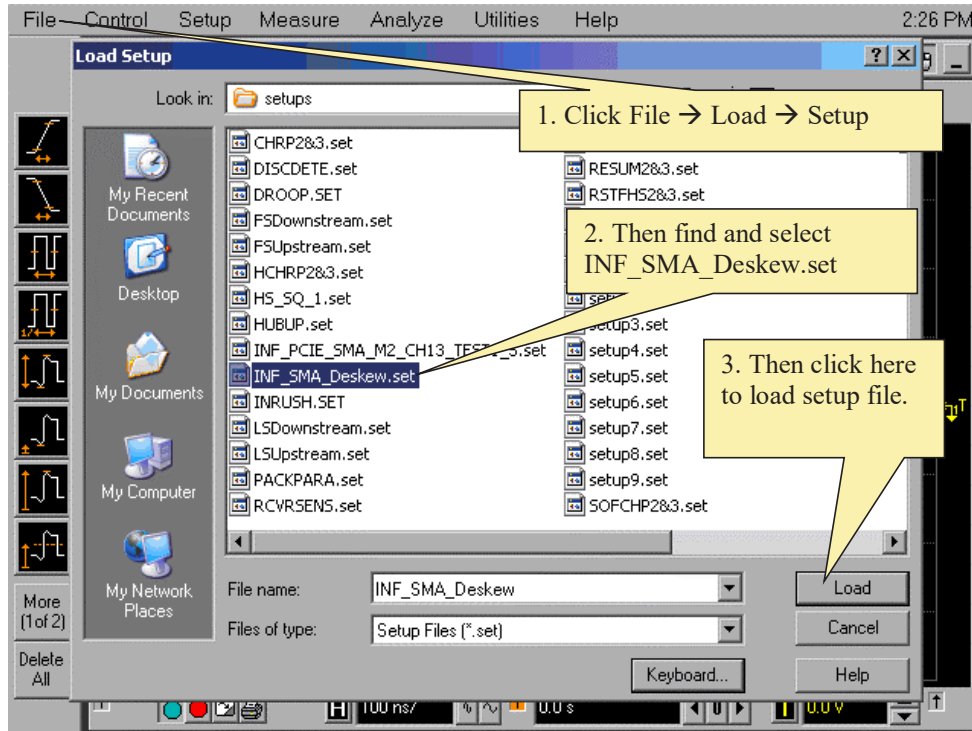 File Control Setup Measure Analyze Utilities Help 2:26 PM
Load Setup
Look in: setups
1. Click File → Load → Setup
CHRP2&3.set
DISCDETE.set
DROOP.SET
FSDownstream.set
FSUpstream.set
HCHRP2&3.set
HS_SQ_1.set
HUBUP.set
INF_PCIE_SMA_M2_CH13_TEST1_3.set
INF_SMA_Deskew.set
INRUSH.SET
LSDownstream.set
LSUpstream.set
PACKPARA.set
RCVRSENS.set
RESUM2&3.set
RSTFHS2&3.set
2. Then find and select
INF_SMA_Deskew.set
setup3.set
setup4.set
setup5.set
setup6.set
setup7.set
setup8.set
setup9.set
SOFCHP2&3.set
3. Then click here
to load setup file.
My Recent
Documents
Desktop
My Documents
My Computer
My Network
Places
File name: INF_SMA_Deskew Load
Files of type: Setup Files (*.set) Cancel
Keyboard... Help
More
(1of 2)
Delete
All
H 100 ns/ 0.0 s 0 T 0.0 V